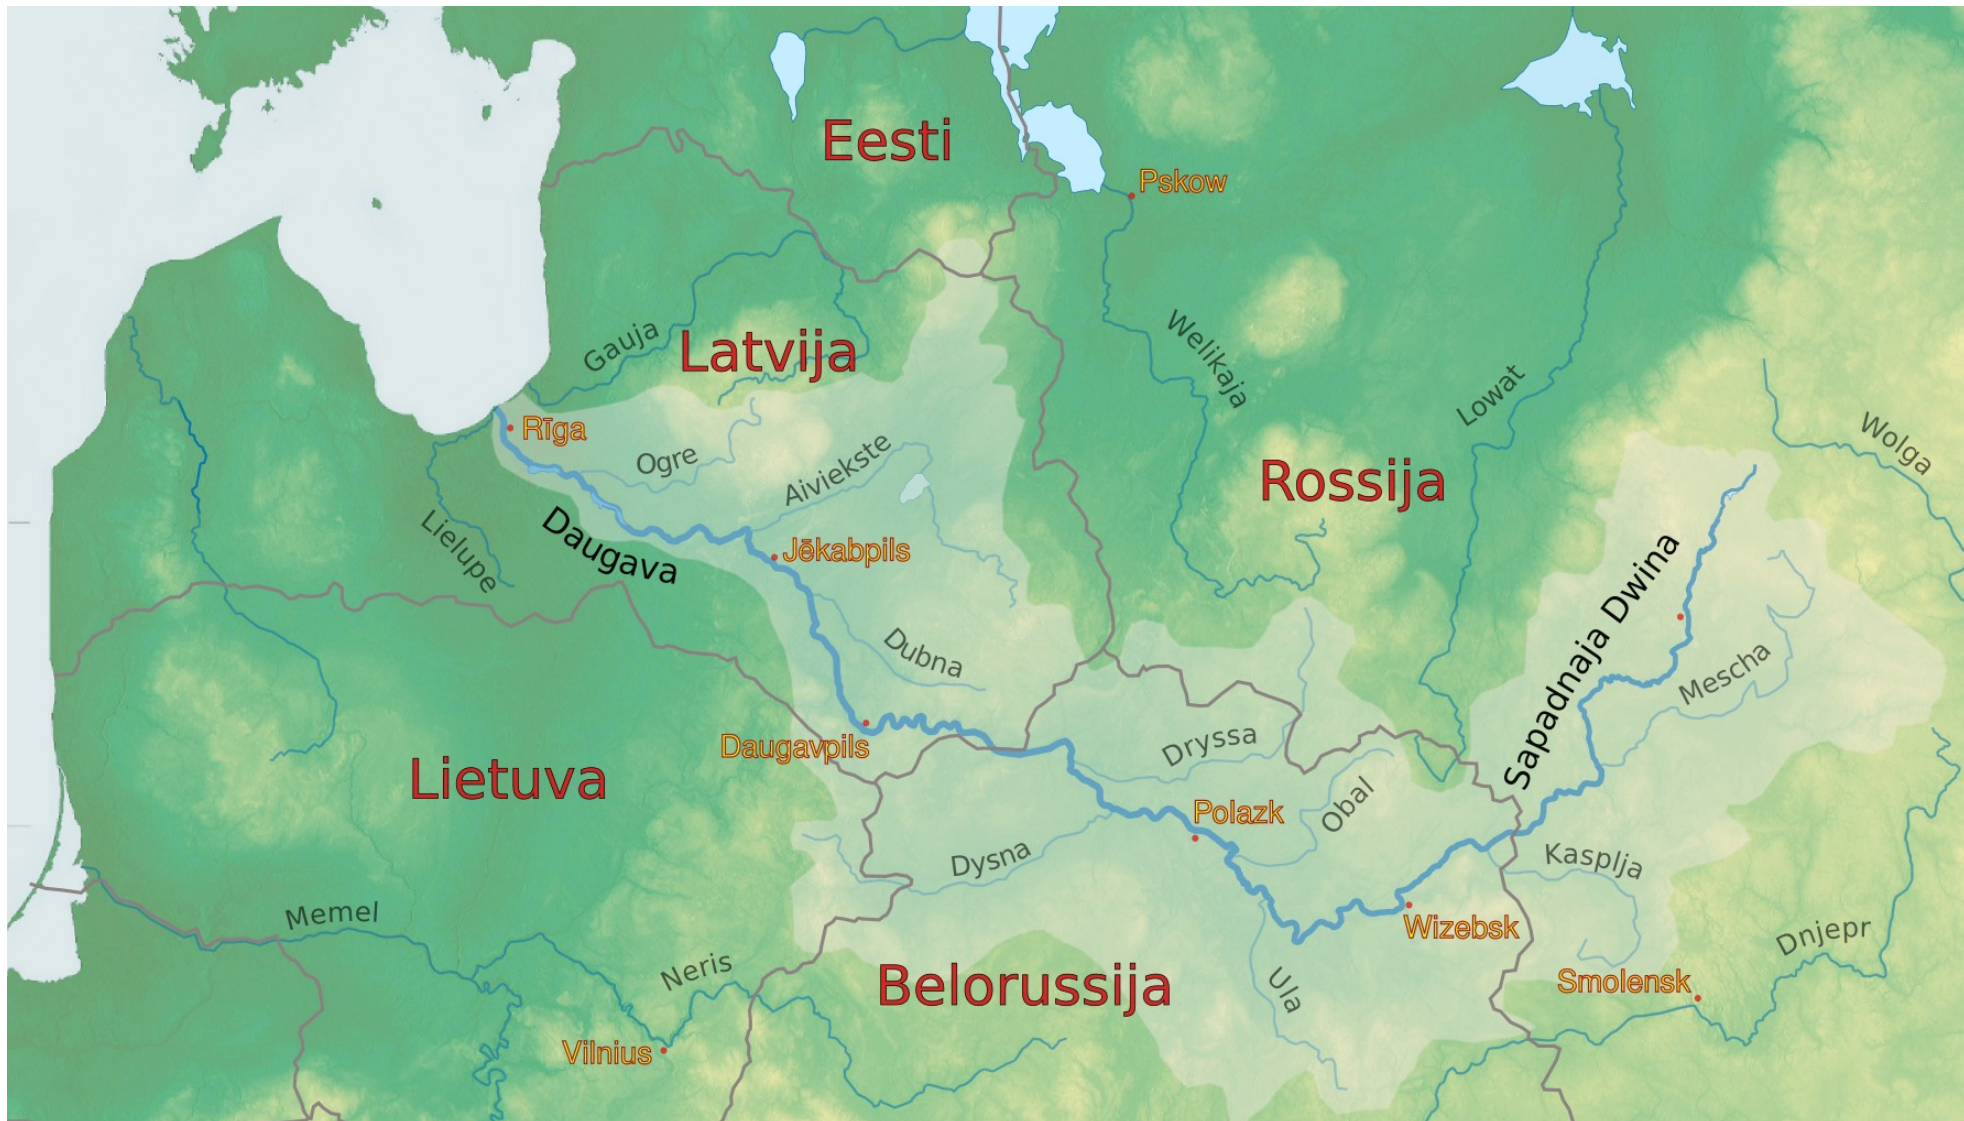 Eesti
Pskow
Gauja
Latvija
Welikaja
Lowat
Wolga
Rīga
Ogre
Aiviekste
Rossija
Lielupe
Daugava
Jēkabpils
Sapadnaja Dwina
Dubna
Mescha
Daugavpils
Dryssa
Lietuva
Obal
Polazk
Dysna
Kasplja
Memel
Wizebsk
Dnjepr
Neris
Belorussija
Ula
Smolensk
Vilnius